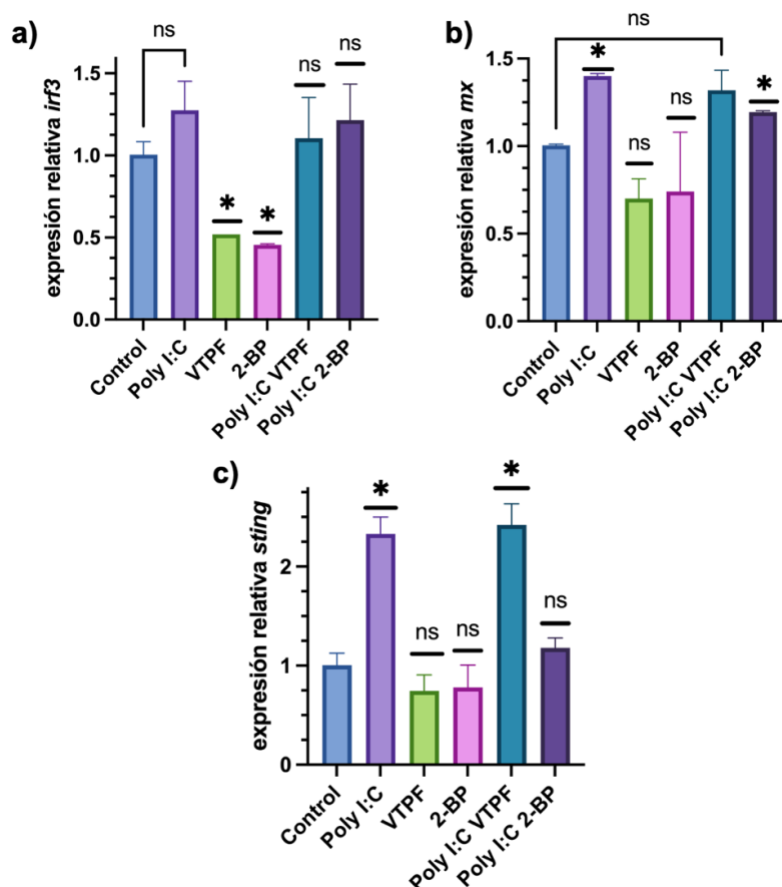 a)
expresión relativa irf3
ns
*
*
ns
ns
1.5
1.0
0.5
0.0
Control
Poly I:C
VTPF
2-BP
Poly I:C VTPF
Poly I:C 2-BP
b)
expresión relativa mx
ns
*
ns
ns
*
1.5
1.0
0.5
0.0
Control
Poly I:C
VTPF
2-BP
Poly I:C VTPF
Poly I:C 2-BP
c)
expresión relativa sting
*
ns
ns
*
ns
2
1
0
Control
Poly I:C
VTPF
2-BP
Poly I:C VTPF
Poly I:C 2-BP